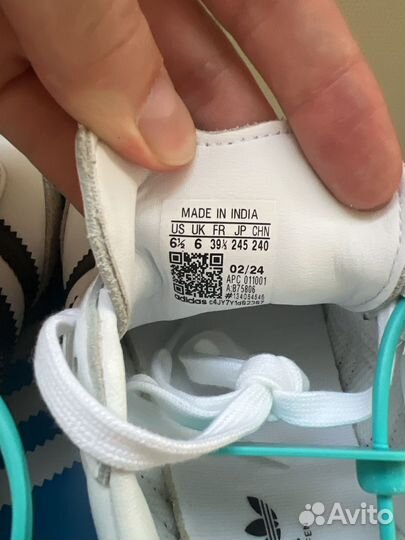 MADE IN INDIA
US UK FR JP CHN
6½ 6 39⅓ 245 240
02/24
APC 011001
A:B75806
#134084646
adidas
Avito